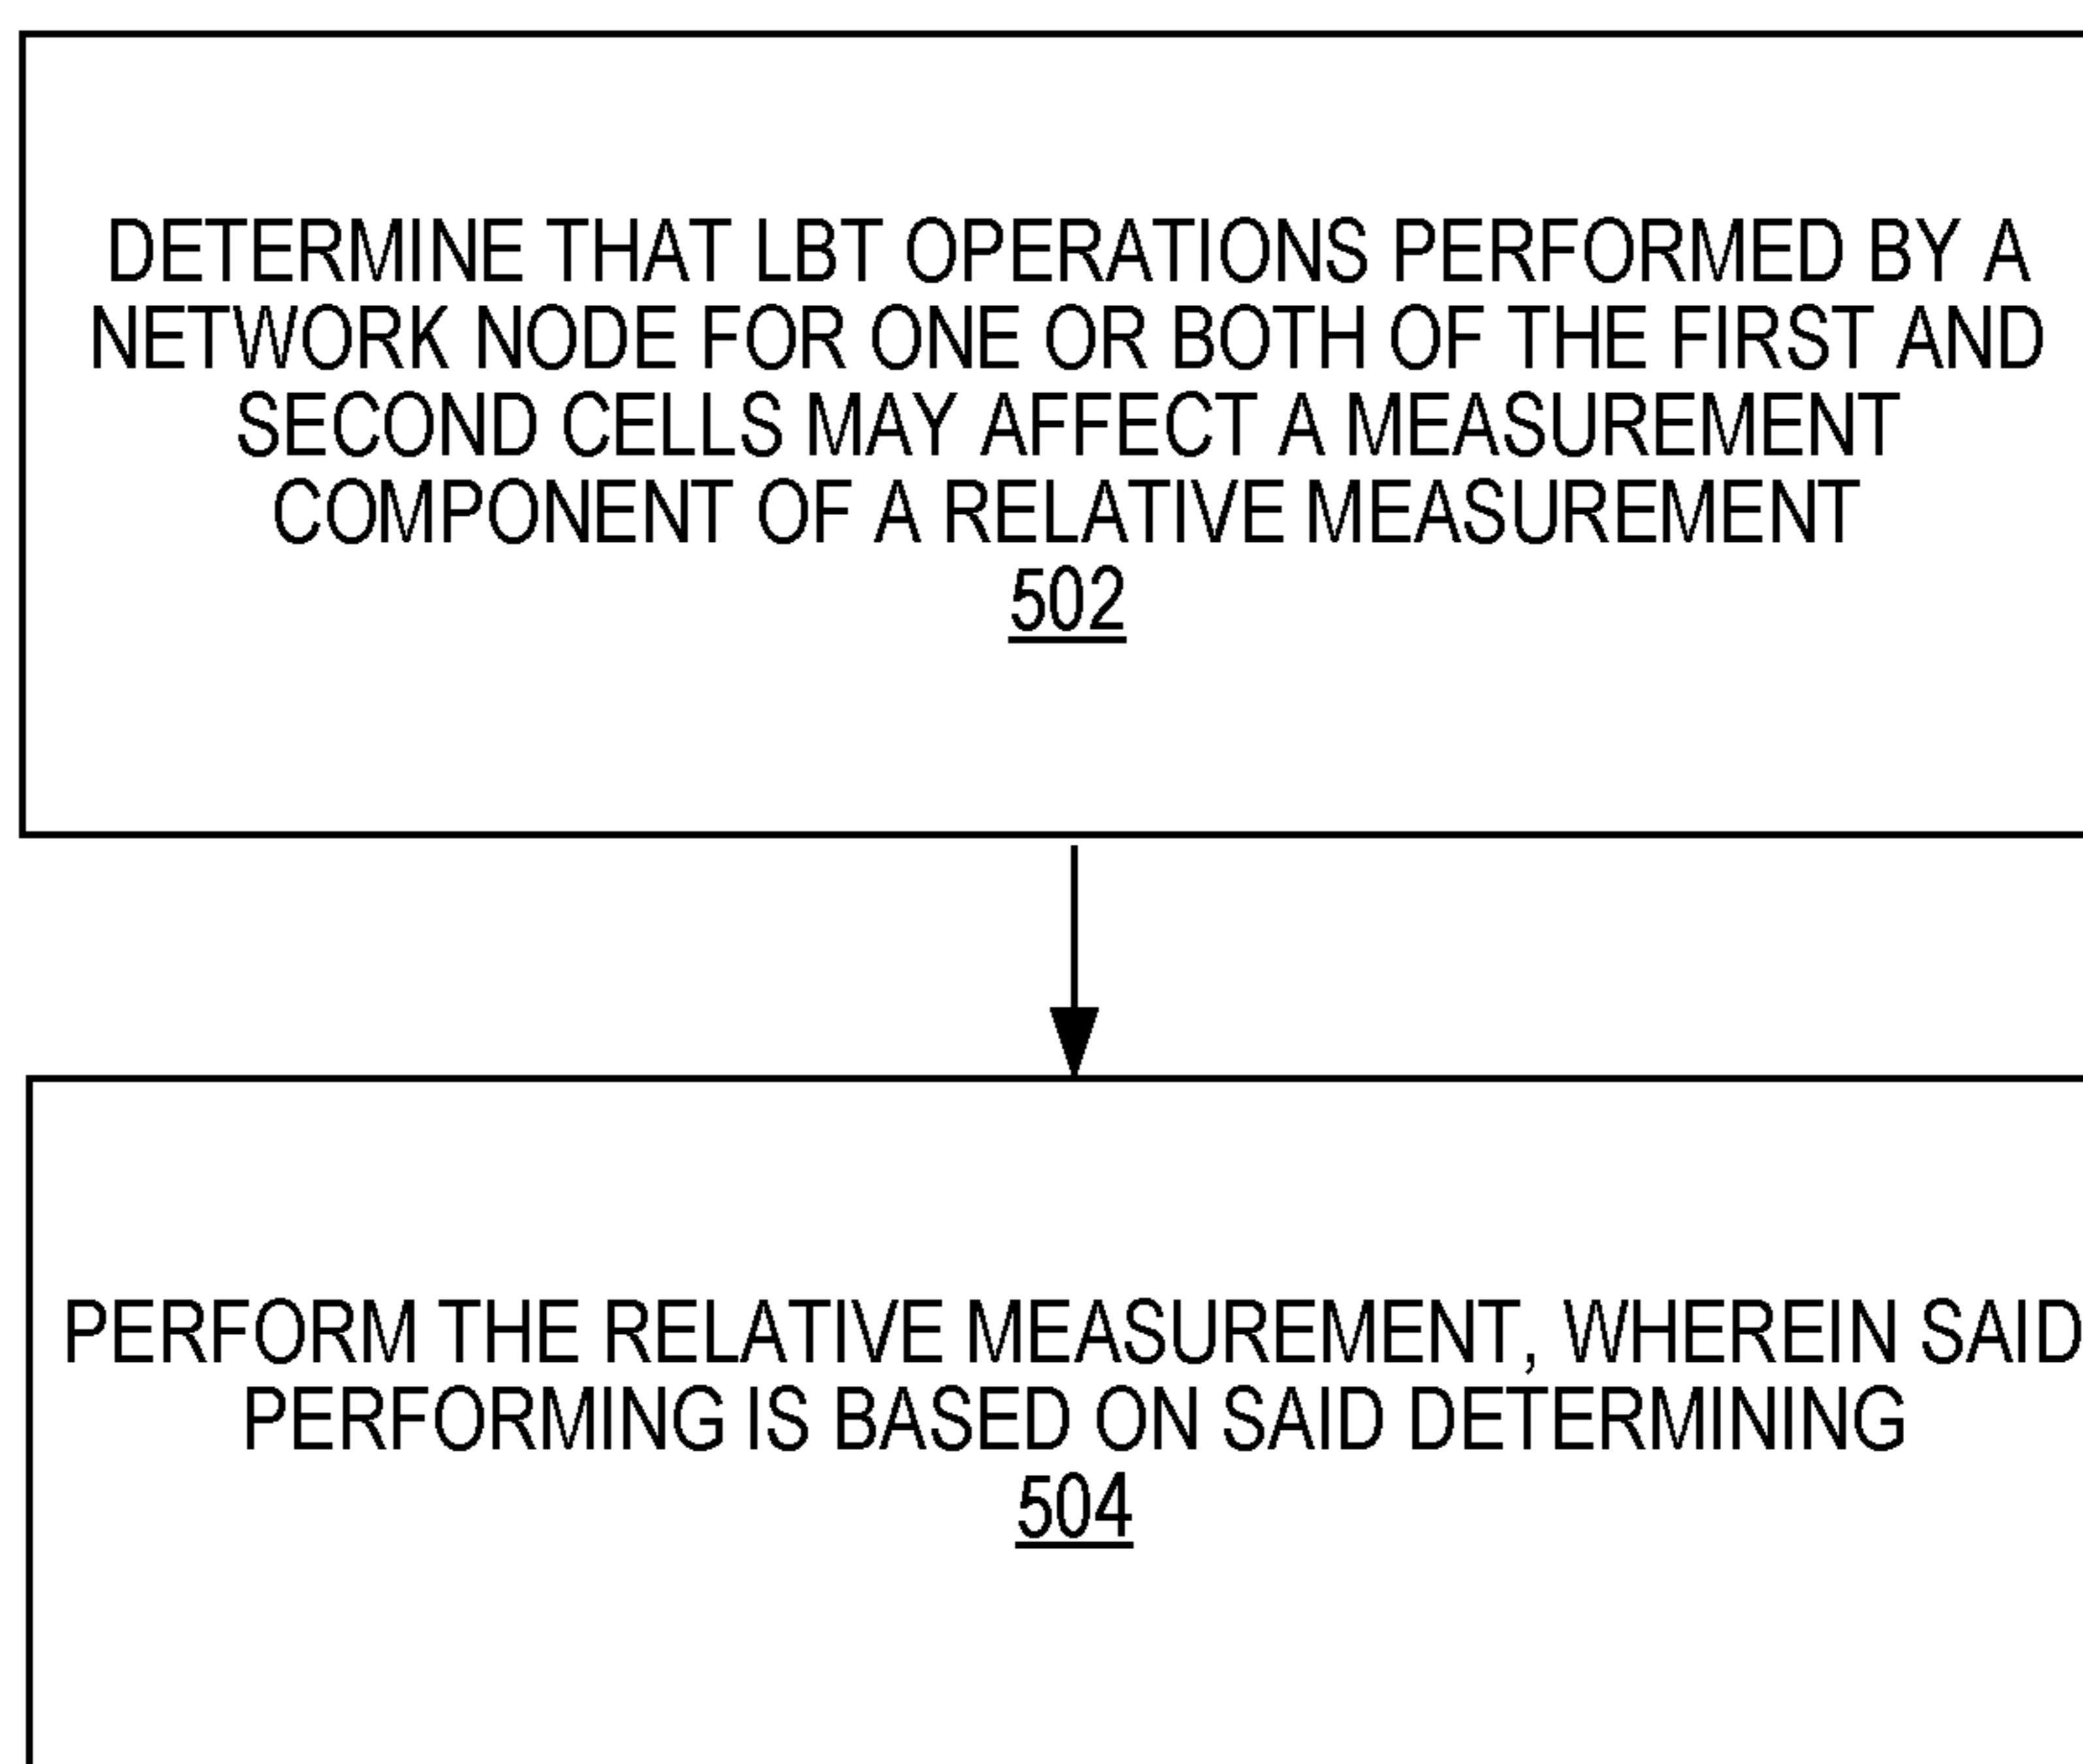 DETERMINE THAT LBT OPERATIONS PERFORMED BY A
NETWORK NODE FOR ONE OR BOTH OF THE FIRST AND
SECOND CELLS MAY AFFECT A MEASUREMENT
COMPONENT OF A RELATIVE MEASUREMENT
502
PERFORM THE RELATIVE MEASUREMENT, WHEREIN SAID
PERFORMING IS BASED ON SAID DETERMINING
504